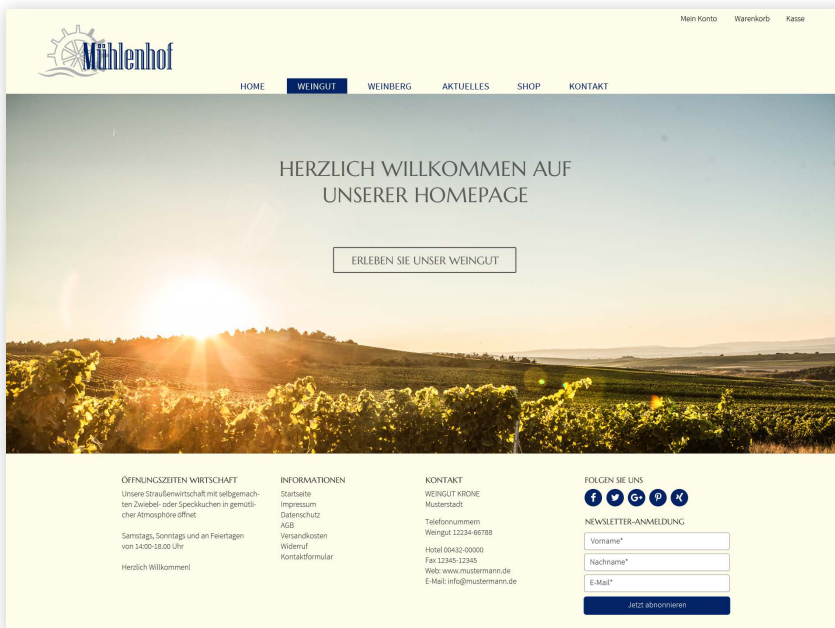 Mein Konto Warenkorb Kasse
Mühlenhof
HOME WEINGUT WEINBERG AKTUELLES SHOP KONTAKT
HERZLICH WILLKOMMEN AUF
UNSERER HOMEPAGE
ERLEBEN SIE UNSER WEINGUT
ÖFFNUNGSZEITEN WIRTSCHAFT
Unsere Straußenwirtschaft mit selbgemach-
ten Zwiebel- oder Speckkuchen in gemütli-
cher Atmosphäre öffnet
Samstags, Sonntags und an Feiertagen
von 14:00-18.00 Uhr
Herzlich Willkommen!
INFORMATIONEN
Startseite
Impressum
Datenschutz
AGB
Versandkosten
Widerruf
Kontaktformular
KONTAKT
WEINGUT KRONE
Musterstadt
Telefonnummern
Weingut 12234-66788
Hotel 00432-00000
Fax 12345-12345
Web: www.mustermann.de
E-Mail: info@mustermann.de
FOLGEN SIE UNS
NEWSLETTER-ANMELDUNG
Vorname*
Nachname*
E-Mail*
Jetzt abnonnieren